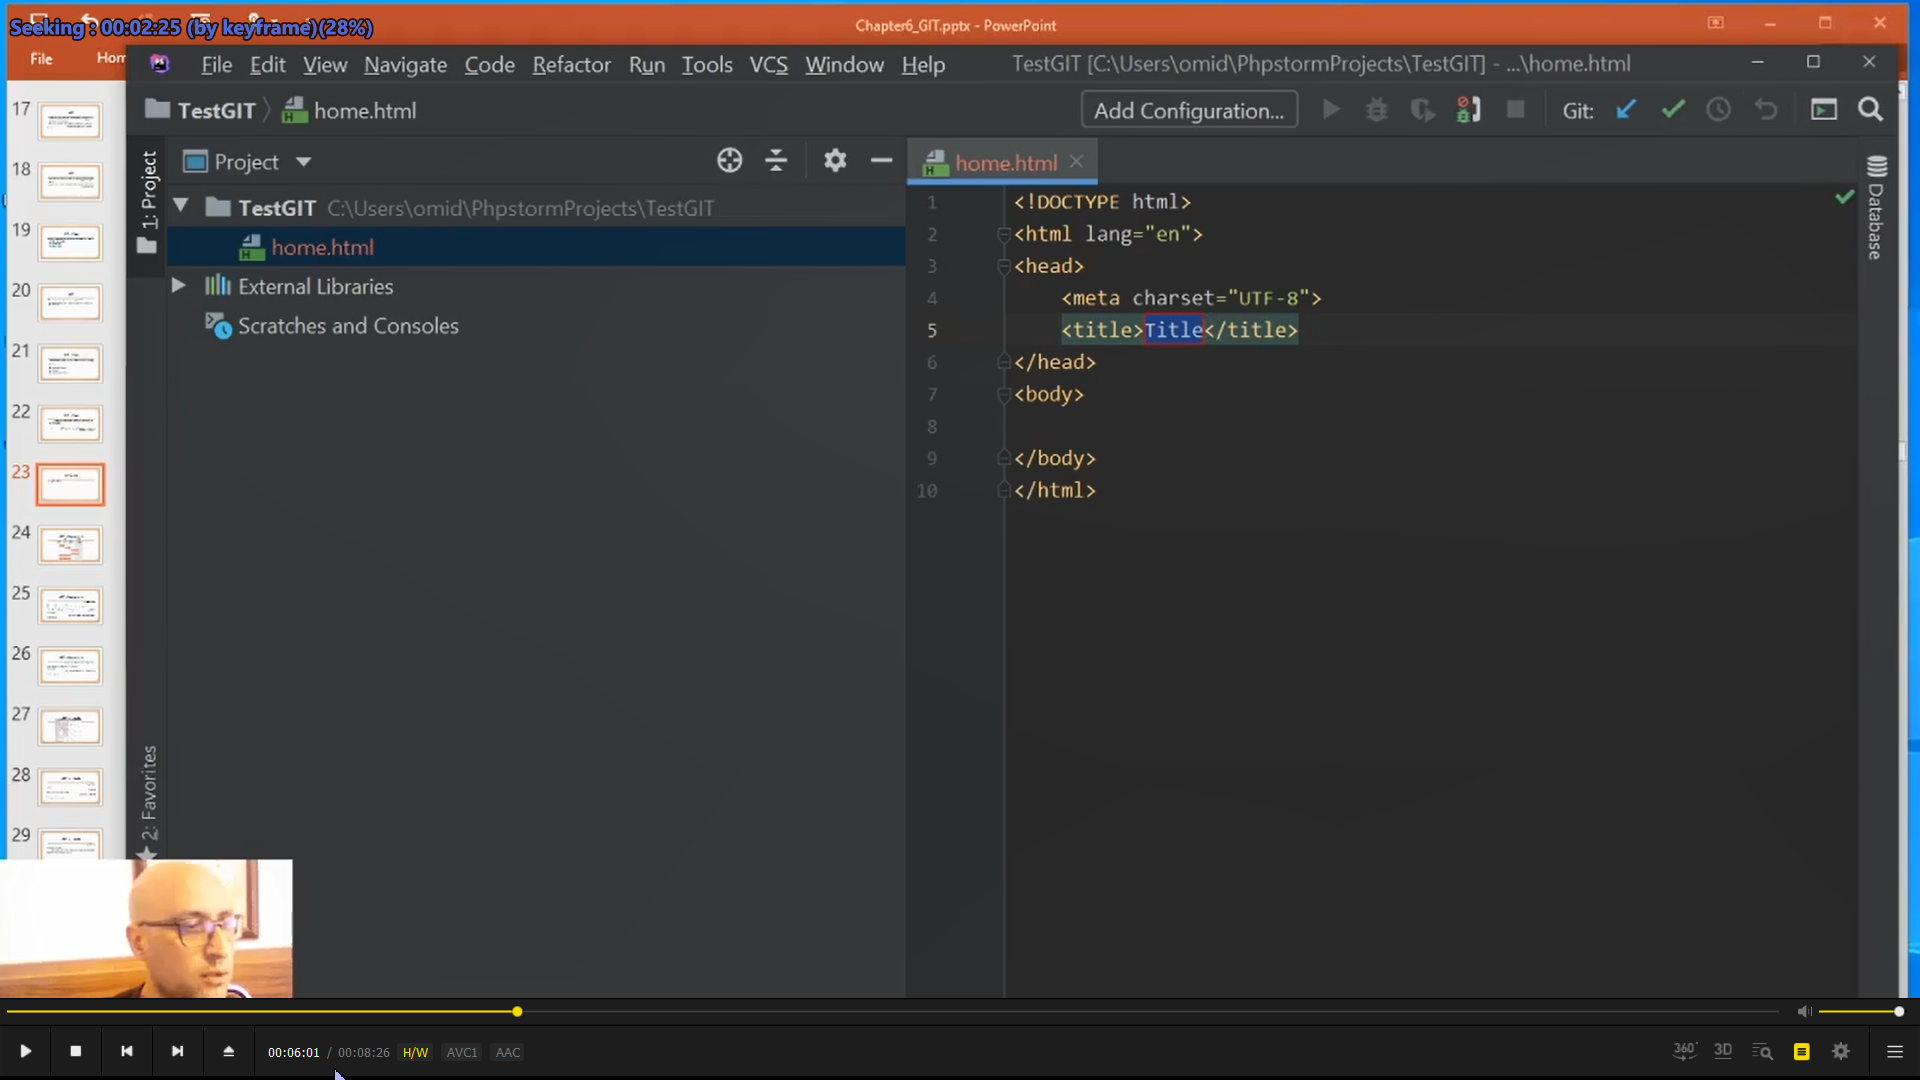 Seeking : 00:02:25 (by keyframe)(28%)
Chapter6_GIT.pptx - PowerPoint
File
Hom
File Edit View Navigate Code Refactor Run Tools VCS Window Help
TestGIT [C:\Users\omid\PhpstormProjects\TestGIT] - ...\home.html
TestGIT
home.html
Add Configuration...
Git:
Project
home.html
1: Project
TestGIT C:\Users\omid\PhpstormProjects\TestGIT
home.html
External Libraries
Scratches and Consoles
2: Favorites
1 <!DOCTYPE html>
2 <html lang="en">
3 <head>
4 <meta charset="UTF-8">
5 <title>Title</title>
6 </head>
7 <body>
8
9 </body>
10 </html>
Database
17
18
19
20
21
22
23
24
25
26
27
28
29
00:06:01 / 00:08:26 H/W AVC1 AAC
360°
3D